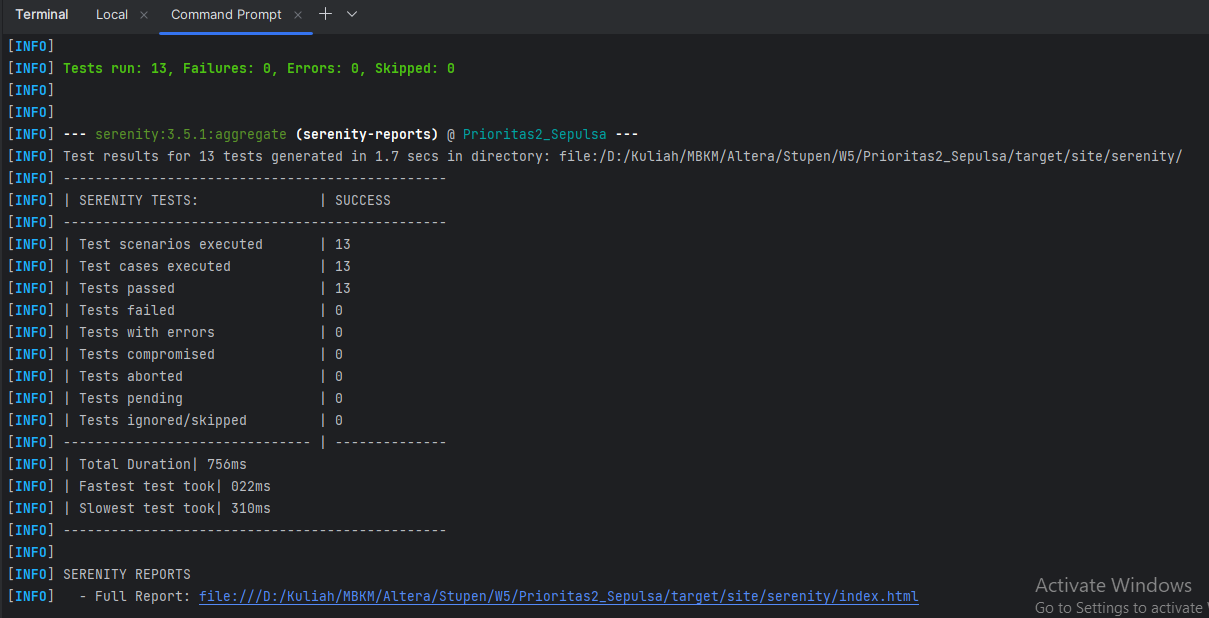 Terminal Local × Command Prompt ×
[INFO]
[INFO] Tests run: 13, Failures: 0, Errors: 0, Skipped: 0
[INFO]
[INFO]
[INFO] --- serenity:3.5.1:aggregate (serenity-reports) @ Prioritas2_Sepulsa ---
[INFO] Test results for 13 tests generated in 1.7 secs in directory: file:/D:/Kuliah/MBKM/Altera/Stupen/W5/Prioritas2_Sepulsa/target/site/serenity/
[INFO] ------------------------------------------------
[INFO] | SERENITY TESTS:               | SUCCESS
[INFO] ------------------------------------------------
[INFO] | Test scenarios executed       | 13
[INFO] | Test cases executed           | 13
[INFO] | Tests passed                  | 13
[INFO] | Tests failed                  | 0
[INFO] | Tests with errors             | 0
[INFO] | Tests compromised             | 0
[INFO] | Tests aborted                 | 0
[INFO] | Tests pending                 | 0
[INFO] | Tests ignored/skipped         | 0
[INFO] ------------------------------- | --------------
[INFO] | Total Duration| 756ms
[INFO] | Fastest test took| 022ms
[INFO] | Slowest test took| 310ms
[INFO] ------------------------------------------------
[INFO]
[INFO] SERENITY REPORTS
[INFO]   - Full Report: file:///D:/Kuliah/MBKM/Altera/Stupen/W5/Prioritas2_Sepulsa/target/site/serenity/index.html
Activate Windows
Go to Settings to activate